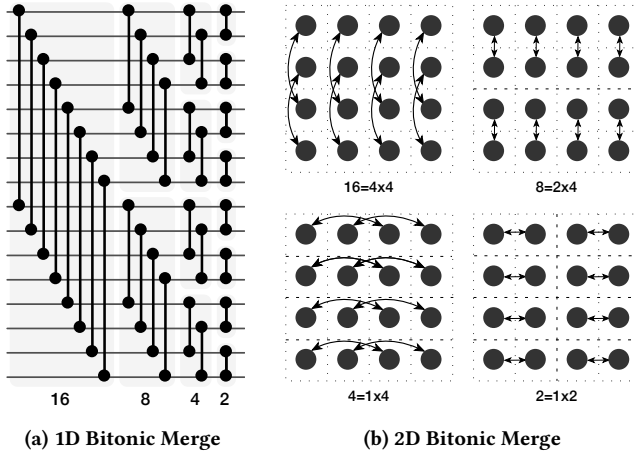 16=4x4
8=2x4
4=1x4
2=1x2
16 8 4 2
(a) 1D Bitonic Merge
(b) 2D Bitonic Merge